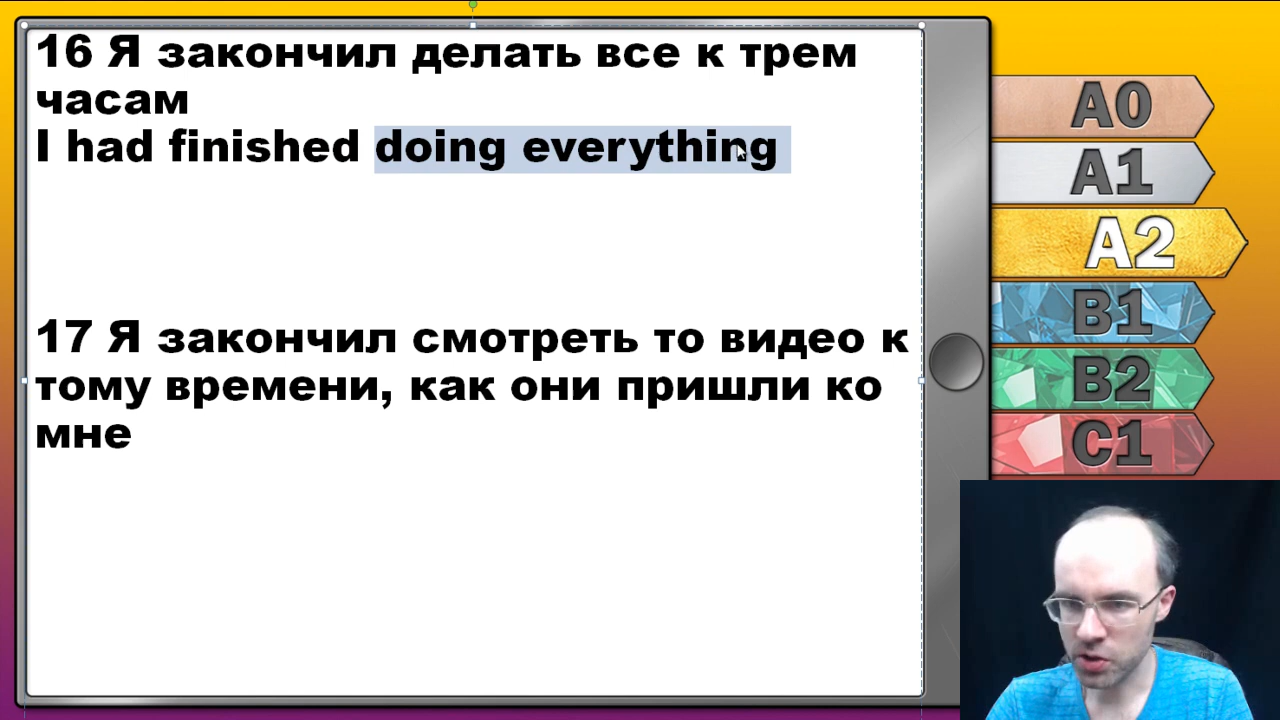 16 Я закончил делать все к трем
часам
I had finished doing everything
17 Я закончил смотреть то видео к
тому времени, как они пришли ко
мне
A0
A1
A2
B1
B2
C1